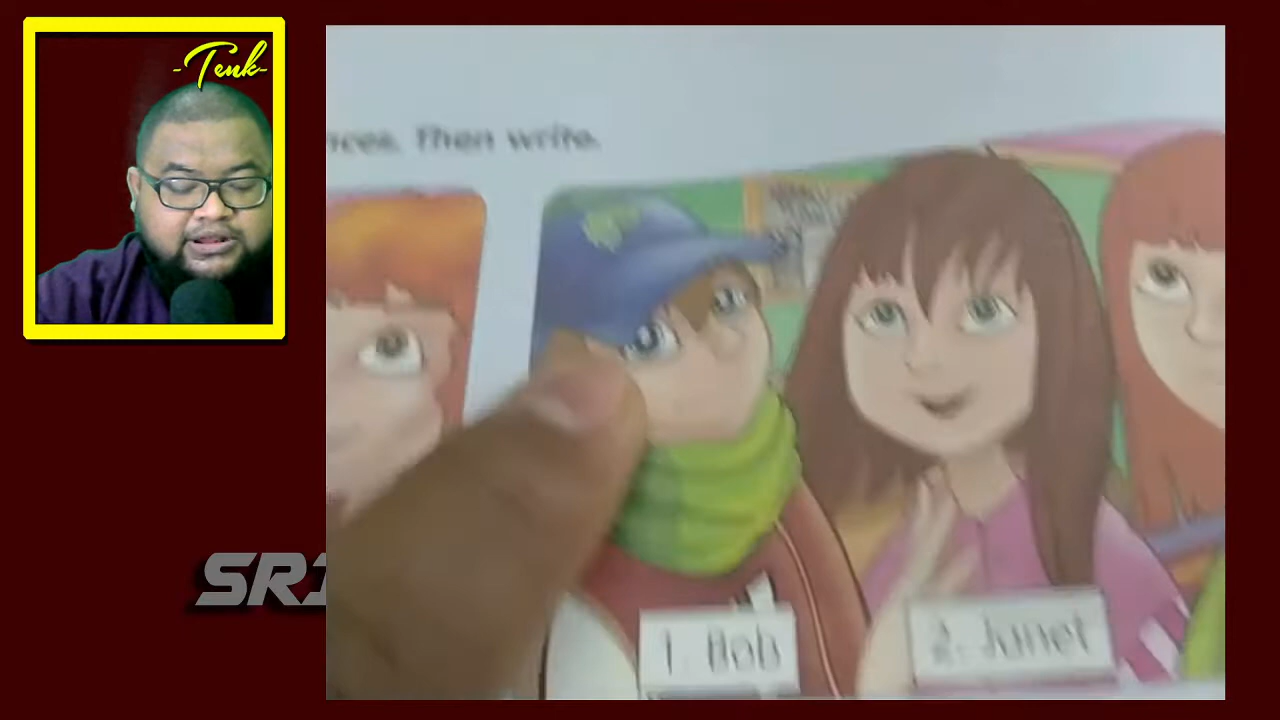 -Tenk-
nces. Then write.
1. Bob
2. Janet